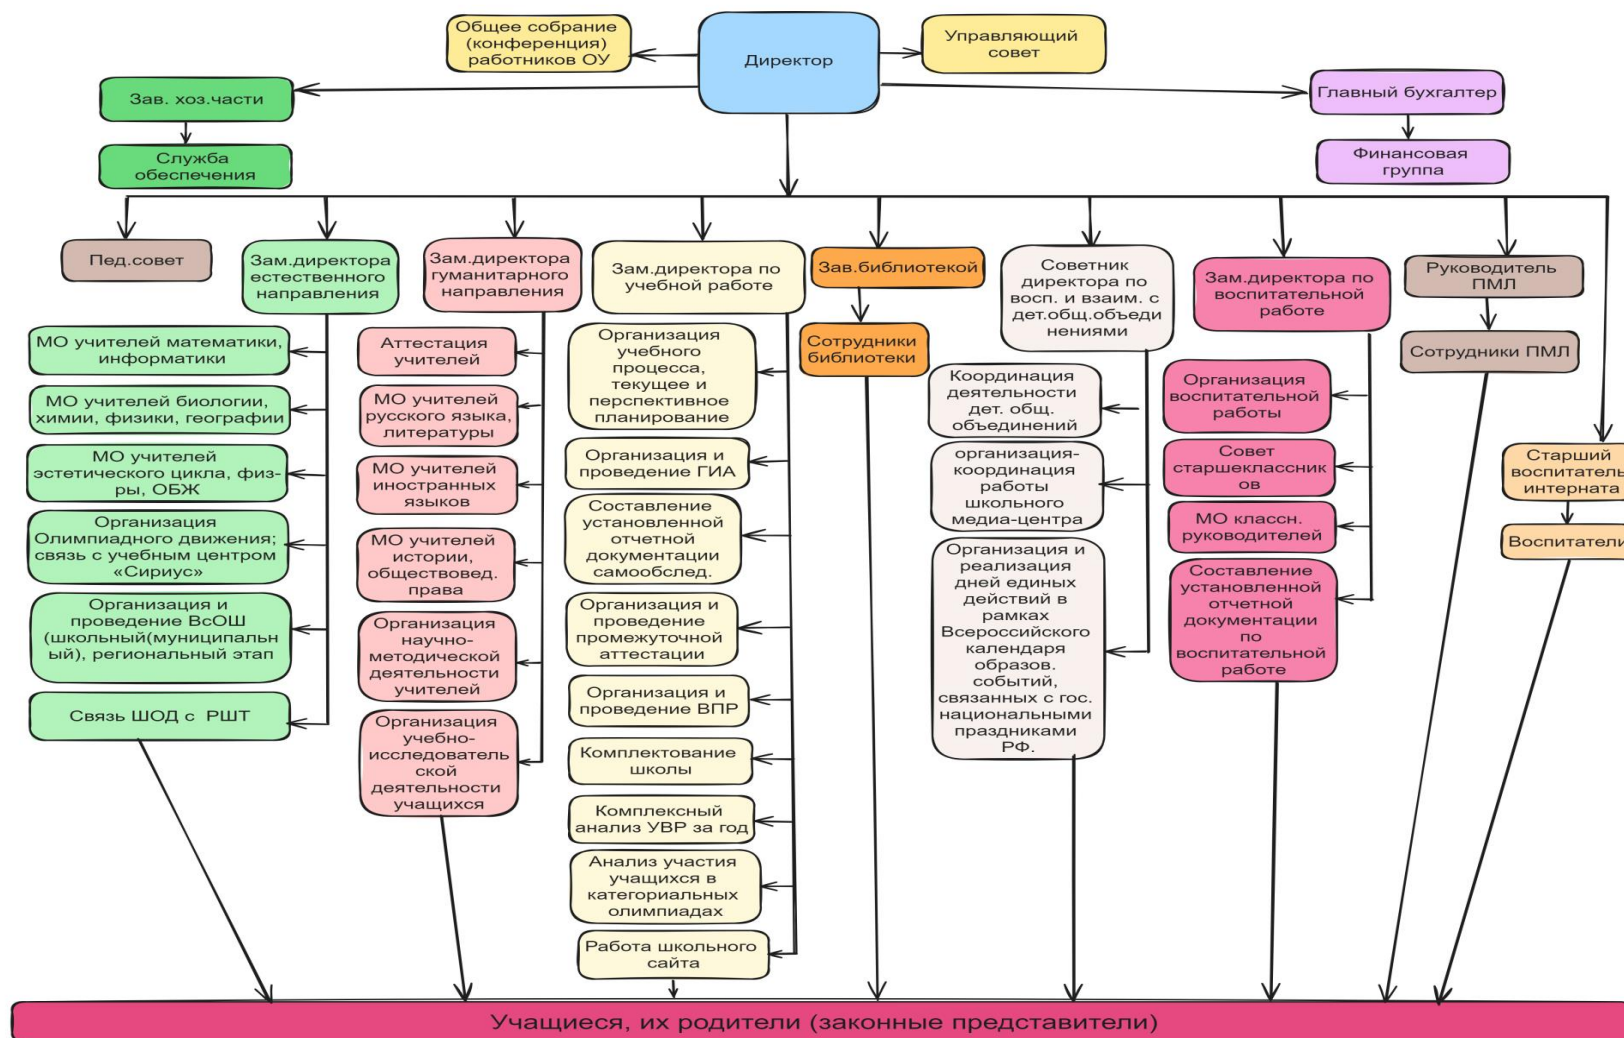 Общее собрание
(конференция)
работников ОУ
Директор
Управляющий
совет
Зав. хоз.части
Главный бухгалтер
Служба
обеспечения
Финансовая
группа
Пед.совет
Зам.директора
естественного
направления
Зам.директора
гуманитарного
направления
Зам.директора по
учебной работе
Зав.библиотекой
Советник
директора по
восп. и взаим. с
дет.общ.объеди
нениями
Зам.директора по
воспитательной
работе
Руководитель
ПМЛ
МО учителей математики,
информатики
МО учителей биологии,
химии, физики, географии
МО учителей
эстетического цикла, физ-
ры, ОБЖ
Организация
Олимпиадного движения;
связь с учебным центром
«Сириус»
Организация и
проведение ВсОШ
(школьный(муниципальн
ый), региональный этап
Связь ШОД с РШТ
Аттестация
учителей
МО учителей
русского языка,
литературы
МО учителей
иностранных
языков
МО учителей
истории,
обществовед.
права
Организация
научно-
методической
деятельности
учителей
Организация
учебно-
исследователь
ской
деятельности
учащихся
Организация
учебного
процесса,
текущее и
перспективное
планирование
Организация и
проведение ГИА
Составление
установленной
отчетной
документации
самообслед.
Организация и
проведение
промежуточной
аттестации
Организация и
проведение ВПР
Комплектование
школы
Комплексный
анализ УВР за год
Анализ участия
учащихся в
категориальных
олимпиадах
Работа школьного
сайта
Сотрудники
библиотеки
Координация
деятельности
дет. общ.
объединений
организация-
координация
работы
школьного
медиа-центра
Организация и
реализация
дней единых
действий в
рамках
Всероссийского
календаря
образов.
событий,
связанных с гос.
национальными
праздниками
РФ.
Организация
воспитательной
работы
Совет
старшеклассник
ов
МО классн.
руководителей
Составление
установленной
отчетной
документации
по
воспитательной
работе
Сотрудники ПМЛ
Старший
воспитатель
интерната
Воспитатели
Учащиеся, их родители (законные представители)